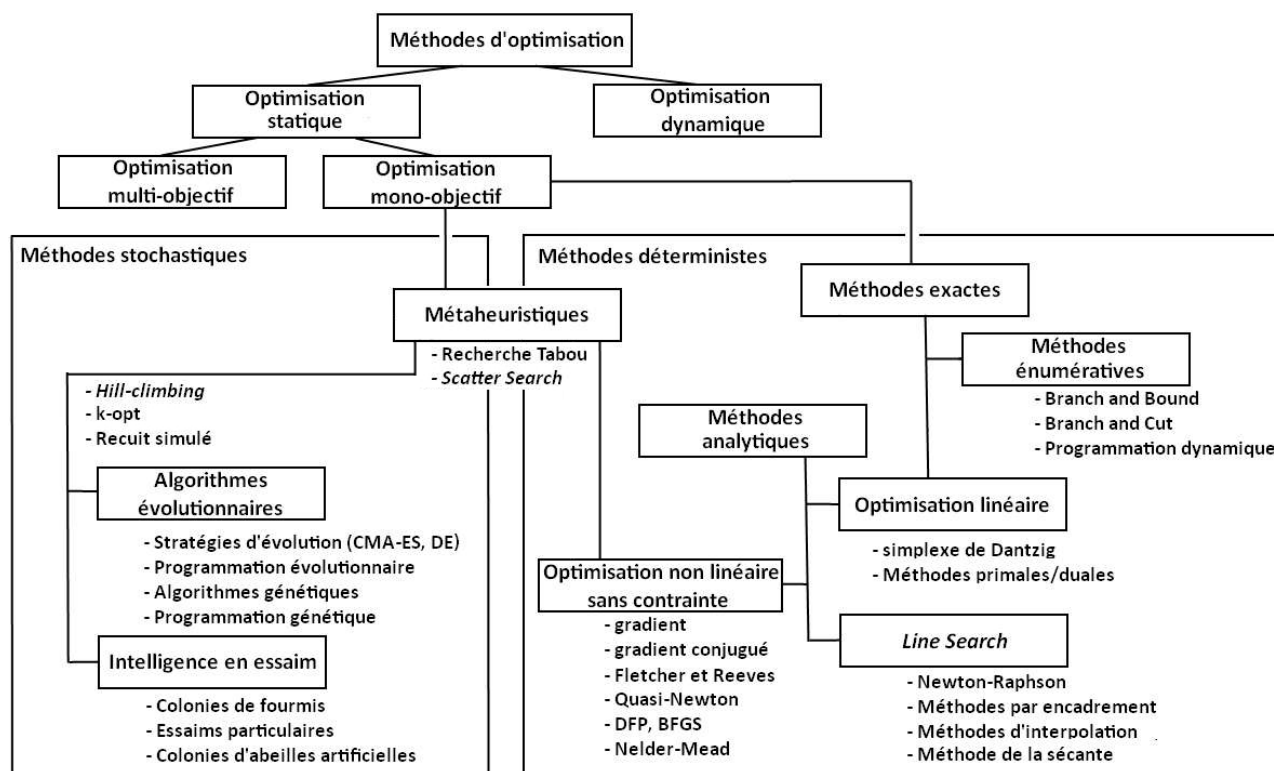 Méthodes d'optimisation
Optimisation
statique
Optimisation
dynamique
Optimisation
multi-objectif
Optimisation
mono-objectif
Méthodes stochastiques
Méthodes déterministes
Méthodes exactes
Métaheuristiques
- Recherche Tabou
- Scatter Search
Méthodes
énumératives
- Branch and Bound
- Branch and Cut
- Programmation dynamique
- Hill-climbing
- k-opt
- Recuit simulé
Méthodes
analytiques
Algorithmes
évolutionnaires
- Stratégies d'évolution (CMA-ES, DE)
- Programmation évolutionnaire
- Algorithmes génétiques
- Programmation génétique
Optimisation linéaire
- simplexe de Dantzig
- Méthodes primales/duales
Optimisation non linéaire
sans contrainte
- gradient
- gradient conjugué
- Fletcher et Reeves
- Quasi-Newton
- DFP, BFGS
- Nelder-Mead
Line Search
- Newton-Raphson
- Méthodes par encadrement
- Méthodes d'interpolation
- Méthode de la sécante
Intelligence en essaim
- Colonies de fourmis
- Essaims particulaires
- Colonies d'abeilles artificielles